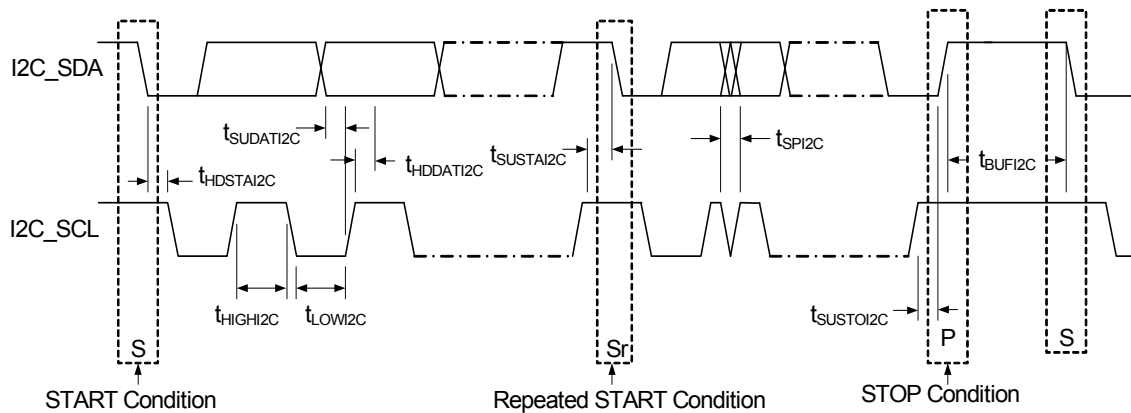 I2C_SDA
tSUDATI2C
tHDDATI2C
tSUSTAI2C
tSPI2C
tBUFI2C
tHDSTAI2C
I2C_SCL
tHIGHI2C
tLOWI2C
tSUSTOI2C
S
Sr
P
S
START Condition
Repeated START Condition
STOP Condition